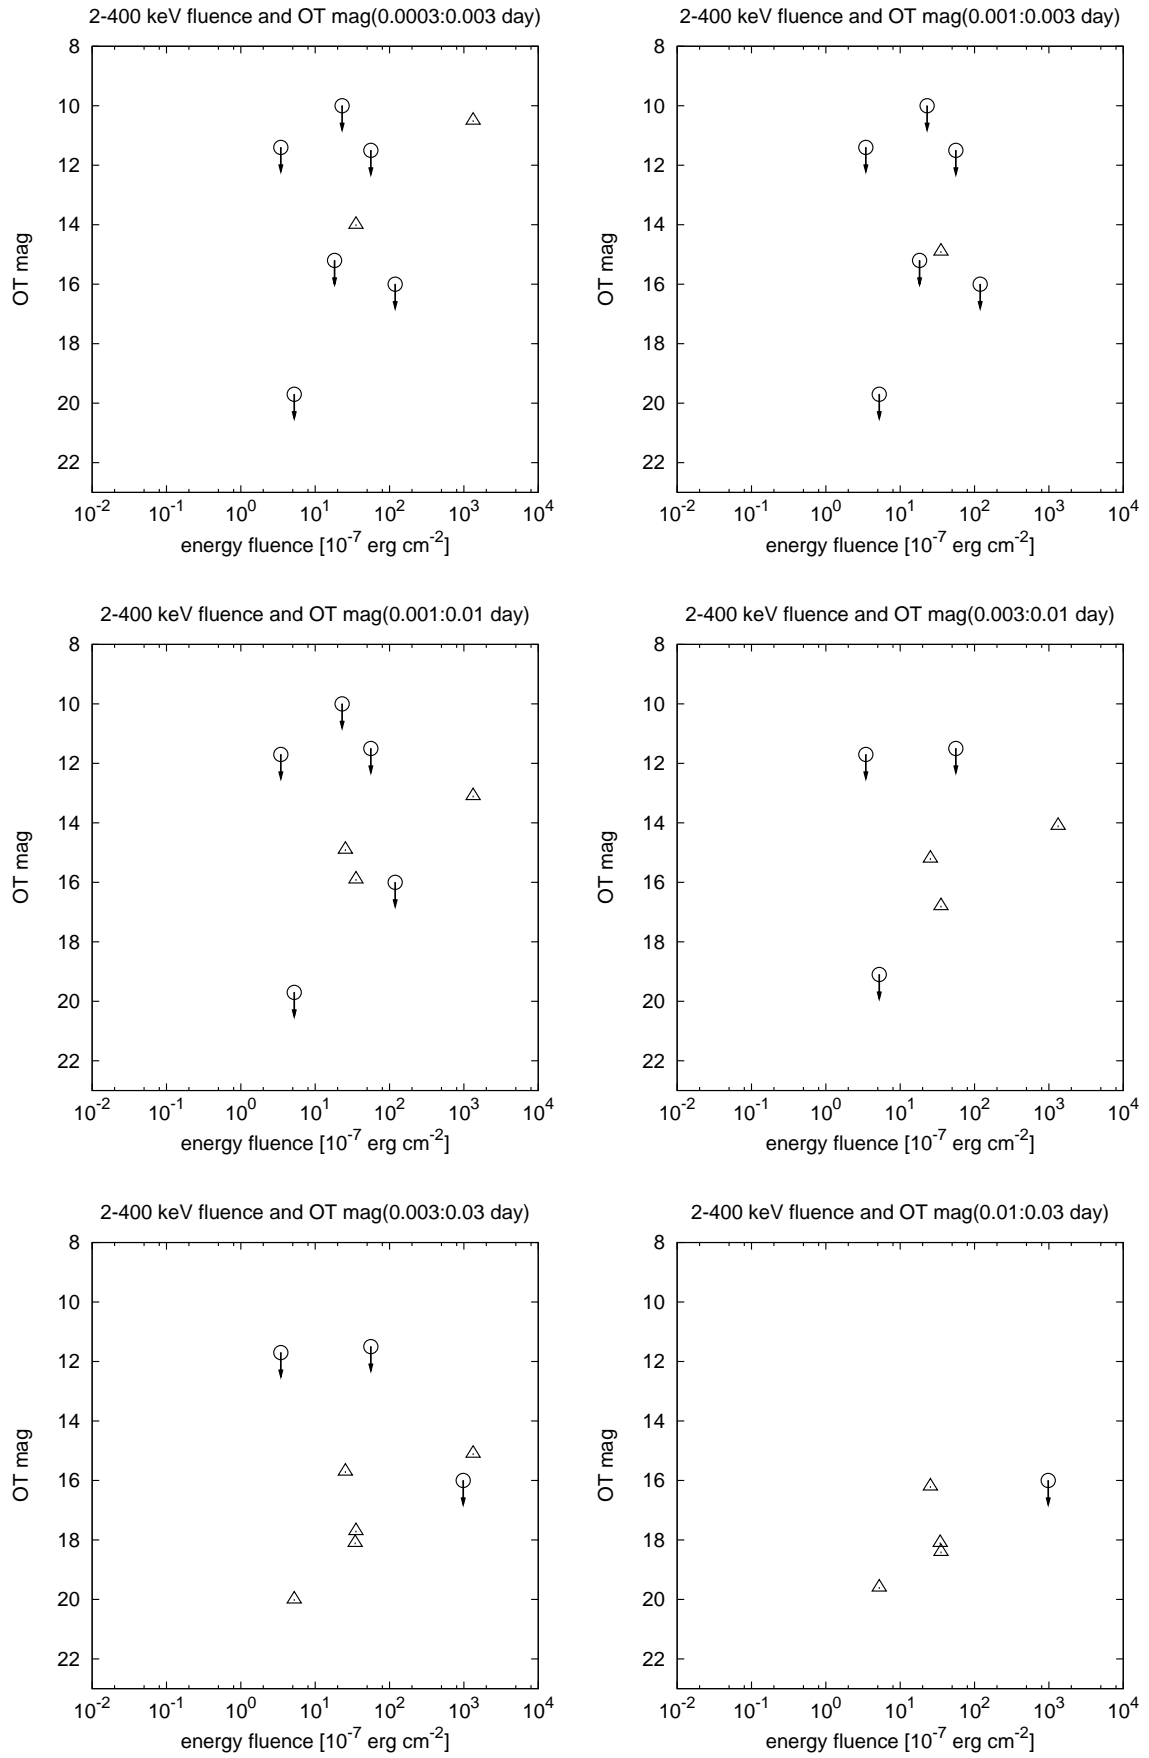 2-400 keV fluence and OT mag(0.0003:0.003 day)
8
10
12
14
16
18
20
22
OT mag
10^-2 10^-1 10^0 10^1 10^2 10^3 10^4
energy fluence [10^-7 erg cm^-2]
2-400 keV fluence and OT mag(0.001:0.003 day)
8
10
12
14
16
18
20
22
OT mag
10^-2 10^-1 10^0 10^1 10^2 10^3 10^4
energy fluence [10^-7 erg cm^-2]
2-400 keV fluence and OT mag(0.001:0.01 day)
8
10
12
14
16
18
20
22
OT mag
10^-2 10^-1 10^0 10^1 10^2 10^3 10^4
energy fluence [10^-7 erg cm^-2]
2-400 keV fluence and OT mag(0.003:0.01 day)
8
10
12
14
16
18
20
22
OT mag
10^-2 10^-1 10^0 10^1 10^2 10^3 10^4
energy fluence [10^-7 erg cm^-2]
2-400 keV fluence and OT mag(0.003:0.03 day)
8
10
12
14
16
18
20
22
OT mag
10^-2 10^-1 10^0 10^1 10^2 10^3 10^4
energy fluence [10^-7 erg cm^-2]
2-400 keV fluence and OT mag(0.01:0.03 day)
8
10
12
14
16
18
20
22
OT mag
10^-2 10^-1 10^0 10^1 10^2 10^3 10^4
energy fluence [10^-7 erg cm^-2]